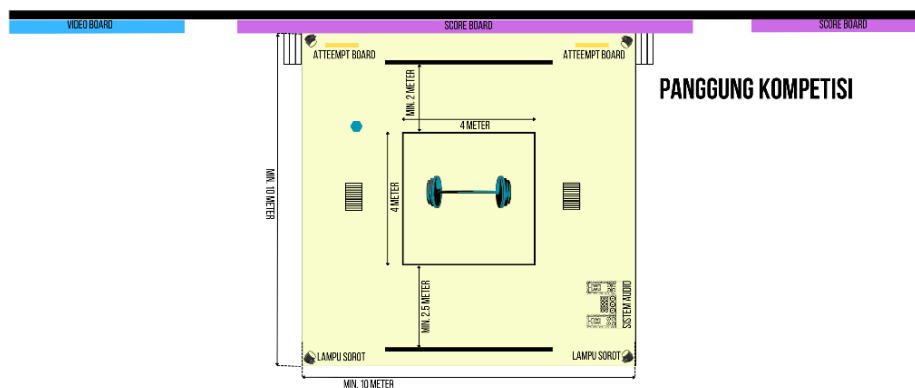 VIDEO BOARD
SCORE BOARD
SCORE BOARD
ATTEEMPT BOARD
ATTEEMPT BOARD
PANGGUNG KOMPETISI
MIN. 2 METER
4 METER
4 METER
MIN. 10 METER
MIN. 2.5 METER
SISTEM AUDIO
LAMPU SOROT
LAMPU SOROT
MIN. 10 METER